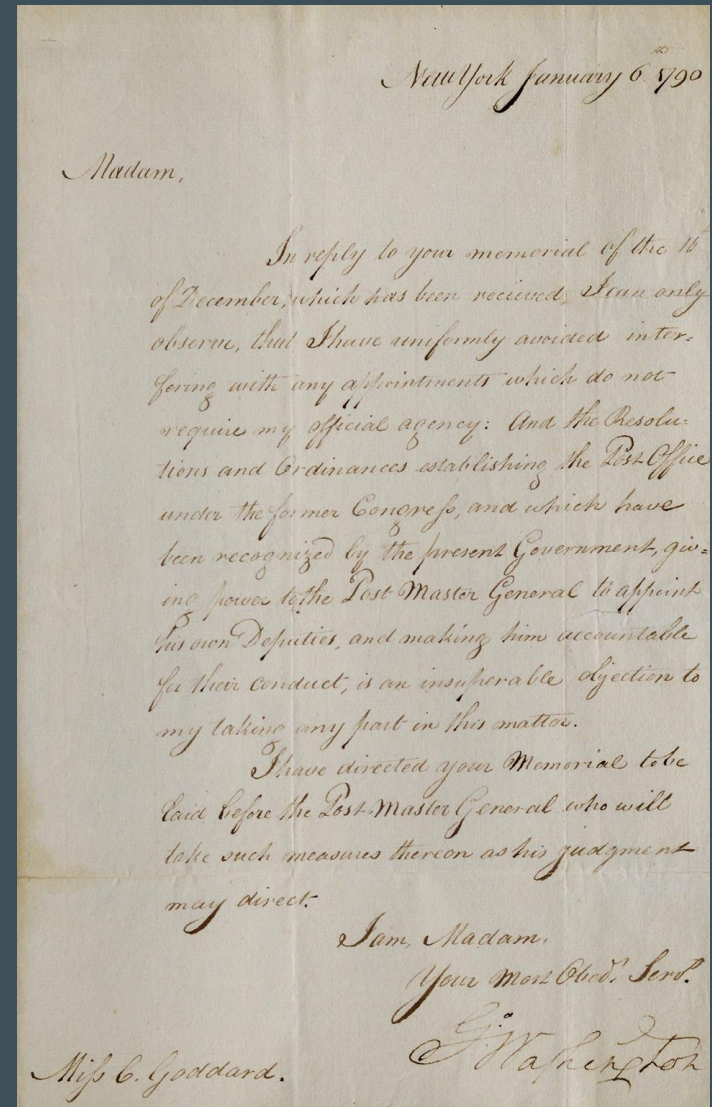 New York January 6th 1790
Madam,
In reply to your memorial of the
of December, which has been recieved, I can only
observe, that I have uniformly avoided inter-
fering with any appointments which do not
require my official agency: And the Resolu-
tions and Ordinances establishing the Post Office
under the former Congress, and which have
been recognized by the present Government, giv=
ing power to the Post Master General to appoint
his own Deputies, and making him accountable
for their conduct, is an insuperable objection to
my taking any part in this matter.
I have directed your Memorial to be
laid before the Post-Master General who will
take such measures thereon as his judgment
may direct.
I am, Madam.
Your Most Obedt. Servt.
G. Washington
Miss C. Goddard.